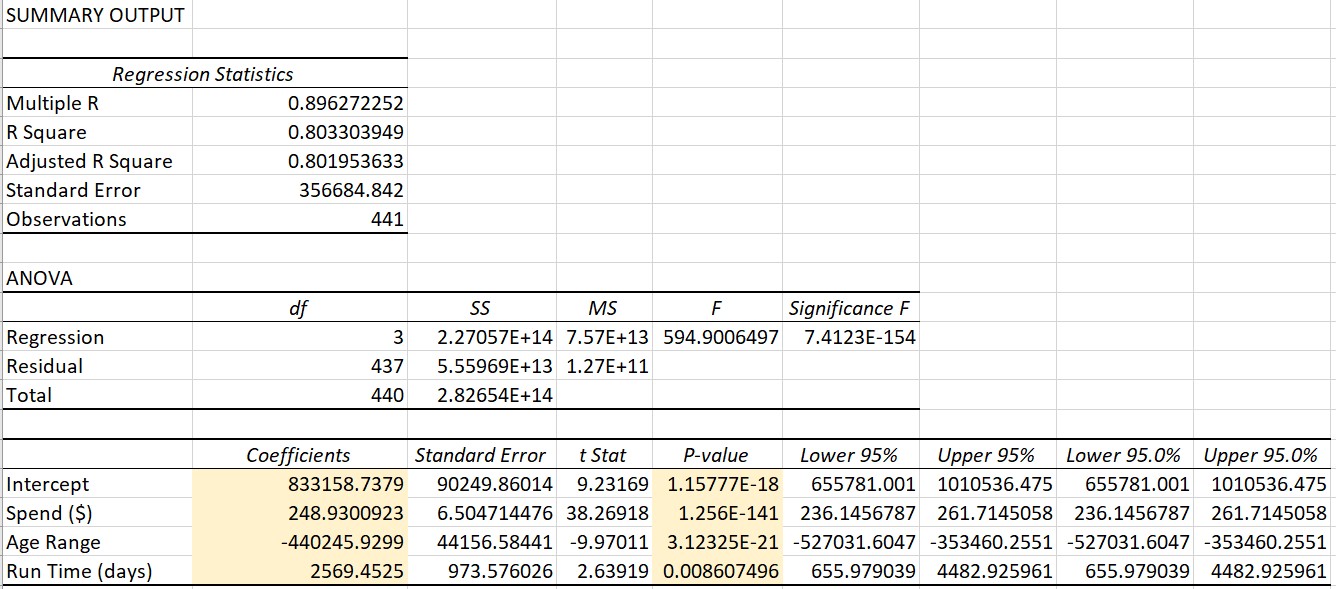 SUMMARY OUTPUT
Regression Statistics
Multiple R 0.896272252
R Square 0.803303949
Adjusted R Square 0.801953633
Standard Error 356684.842
Observations 441
ANOVA
df SS MS F Significance F
Regression 3 2.27057E+14 7.57E+13 594.9006497 7.4123E-154
Residual 437 5.55969E+13 1.27E+11
Total 440 2.82654E+14
Coefficients Standard Error t Stat P-value Lower 95% Upper 95% Lower 95.0% Upper 95.0%
Intercept 833158.7379 90249.86014 9.23169 1.15777E-18 655781.001 1010536.475 655781.001 1010536.475
Spend ($) 248.9300923 6.504714476 38.26918 1.256E-141 236.1456787 261.7145058 236.1456787 261.7145058
Age Range -440245.9299 44156.58441 -9.97011 3.12325E-21 -527031.6047 -353460.2551 -527031.6047 -353460.2551
Run Time (days) 2569.4525 973.576026 2.63919 0.008607496 655.979039 4482.925961 655.979039 4482.925961